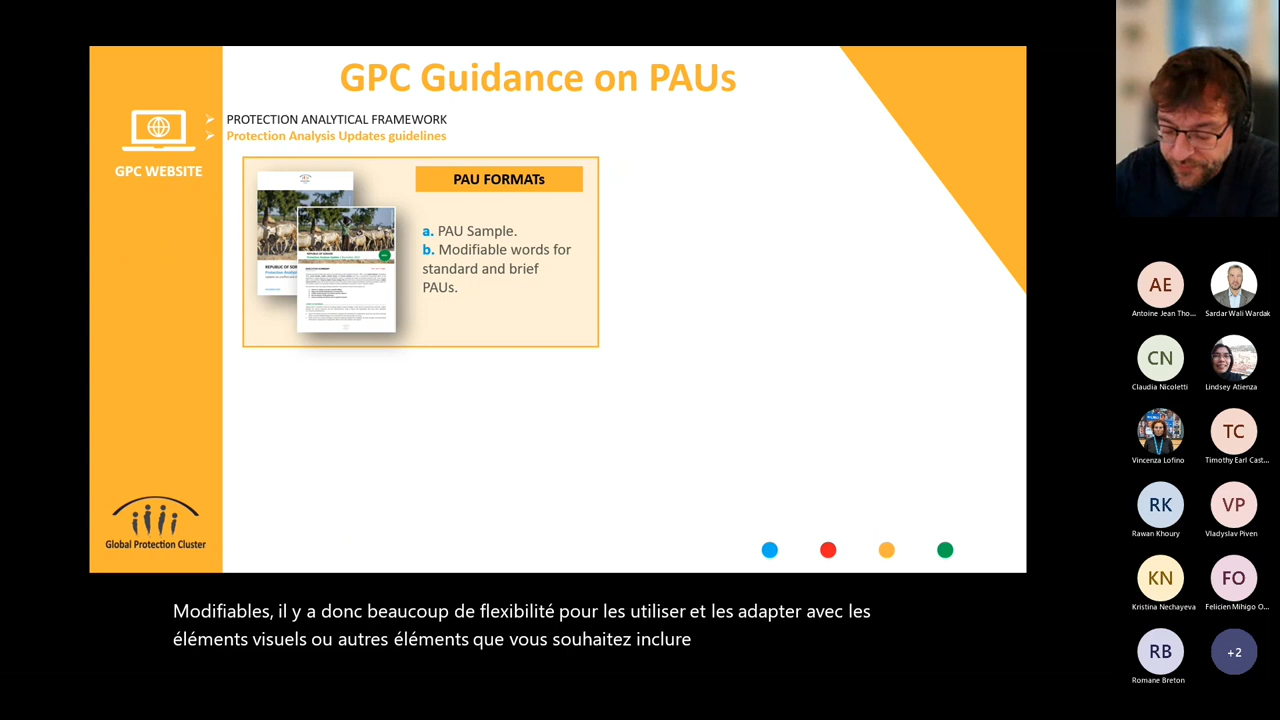 GPC Guidance on PAUs
PROTECTION ANALYTICAL FRAMEWORK
Protection Analysis Updates guidelines
GPC WEBSITE
PAU FORMATs
a. PAU Sample.
b. Modifiable words for
standard and brief
PAUs.
Global Protection Cluster
Modifiables, il y a donc beaucoup de flexibilité pour les utiliser et les adapter avec les
éléments visuels ou autres éléments que vous souhaitez inclure
AE
Antoine Jean Tho...
Sardar Wali Wardak
CN
Claudia Nicoletti
Lindsey Atienza
Vincenza Lofino
TC
Timothy Earl Cast...
RK
Rawan Khoury
VP
Vladyslav Piven
KN
Kristina Nechayeva
FO
Felicien Mihigo O...
RB
Romane Breton
+2